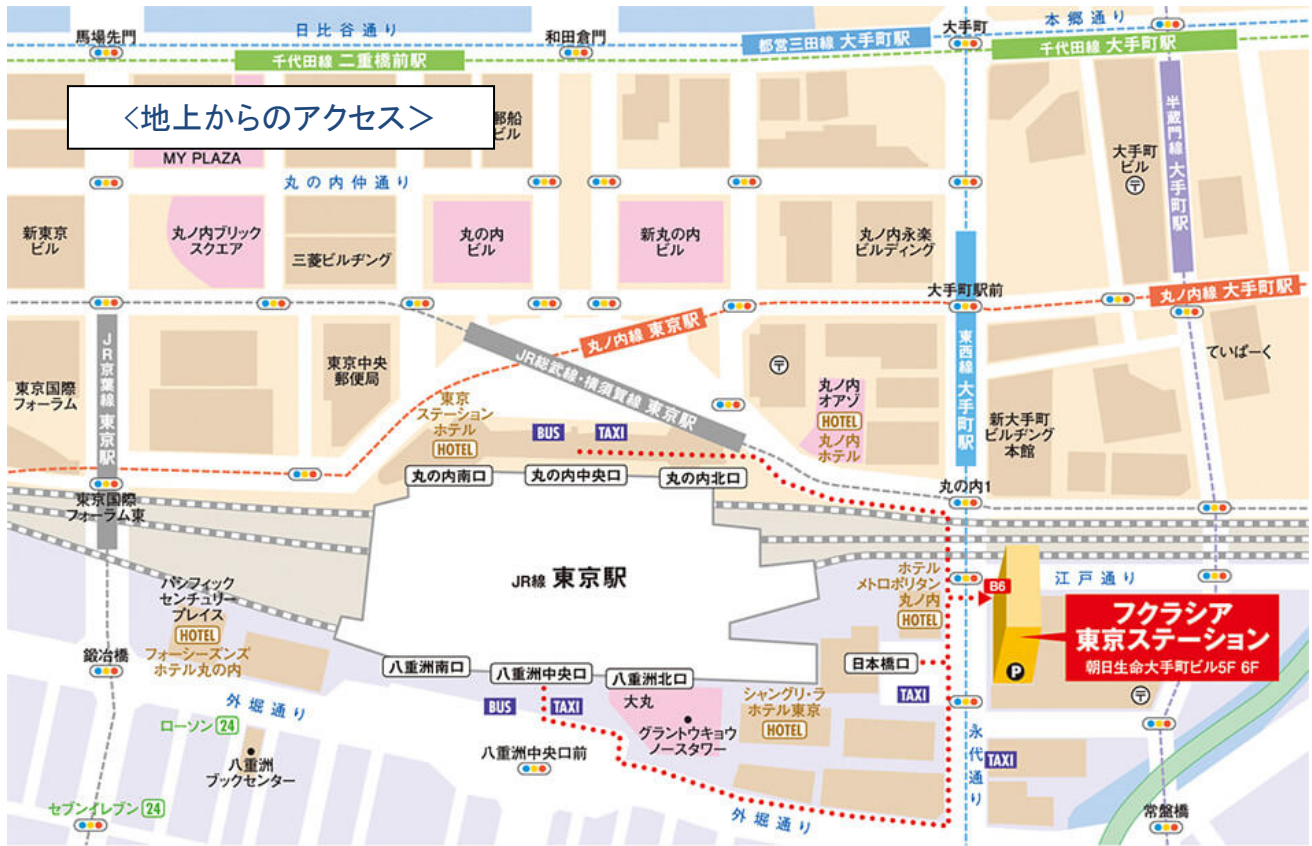 馬場先門
日比谷通り
和田倉門
都営三田線 大手町駅
大手町
本郷通り
千代田線 二重橋前駅
千代田線 大手町駅
<地上からのアクセス>
郵船
ビル
MY PLAZA
丸の内仲通り
大手町
ビル
半蔵門線 大手町駅
新東京
ビル
丸ノ内ブリック
スクエア
三菱ビルヂング
丸の内
ビル
新丸の内
ビル
丸ノ内永楽
ビルディング
大手町駅前
丸ノ内線 大手町駅
JR京葉線 東京駅
東京国際
フォーラム
東京中央
郵便局
丸ノ内線 東京駅
JR総武線・横須賀線 東京駅
東西線 大手町駅
ていぱーく
東京
ステーション
ホテル
HOTEL
BUS
TAXI
丸ノ内
オアゾ
HOTEL
丸ノ内
ホテル
新大手町
ビルヂング
本館
丸の内南口
丸の内中央口
丸の内北口
丸の内1
東京国際
フォーラム東
JR線 東京駅
パシフィック
センチュリー
プレイス
HOTEL
フォーシーズンズ
ホテル丸の内
ホテル
メトロポリタン
丸ノ内
HOTEL
B6
江戸通り
フクラシア
東京ステーション
朝日生命大手町ビル5F 6F
P
鍛冶橋
八重洲南口
八重洲中央口
八重洲北口
日本橋口
TAXI
BUS
TAXI
大丸
グラントウキョウ
ノースタワー
シャングリ・ラ
ホテル東京
HOTEL
外堀通り
ローソン 24
八重洲
ブックセンター
八重洲中央口前
永代通り
TAXI
セブンイレブン 24
外堀通り
常盤橋